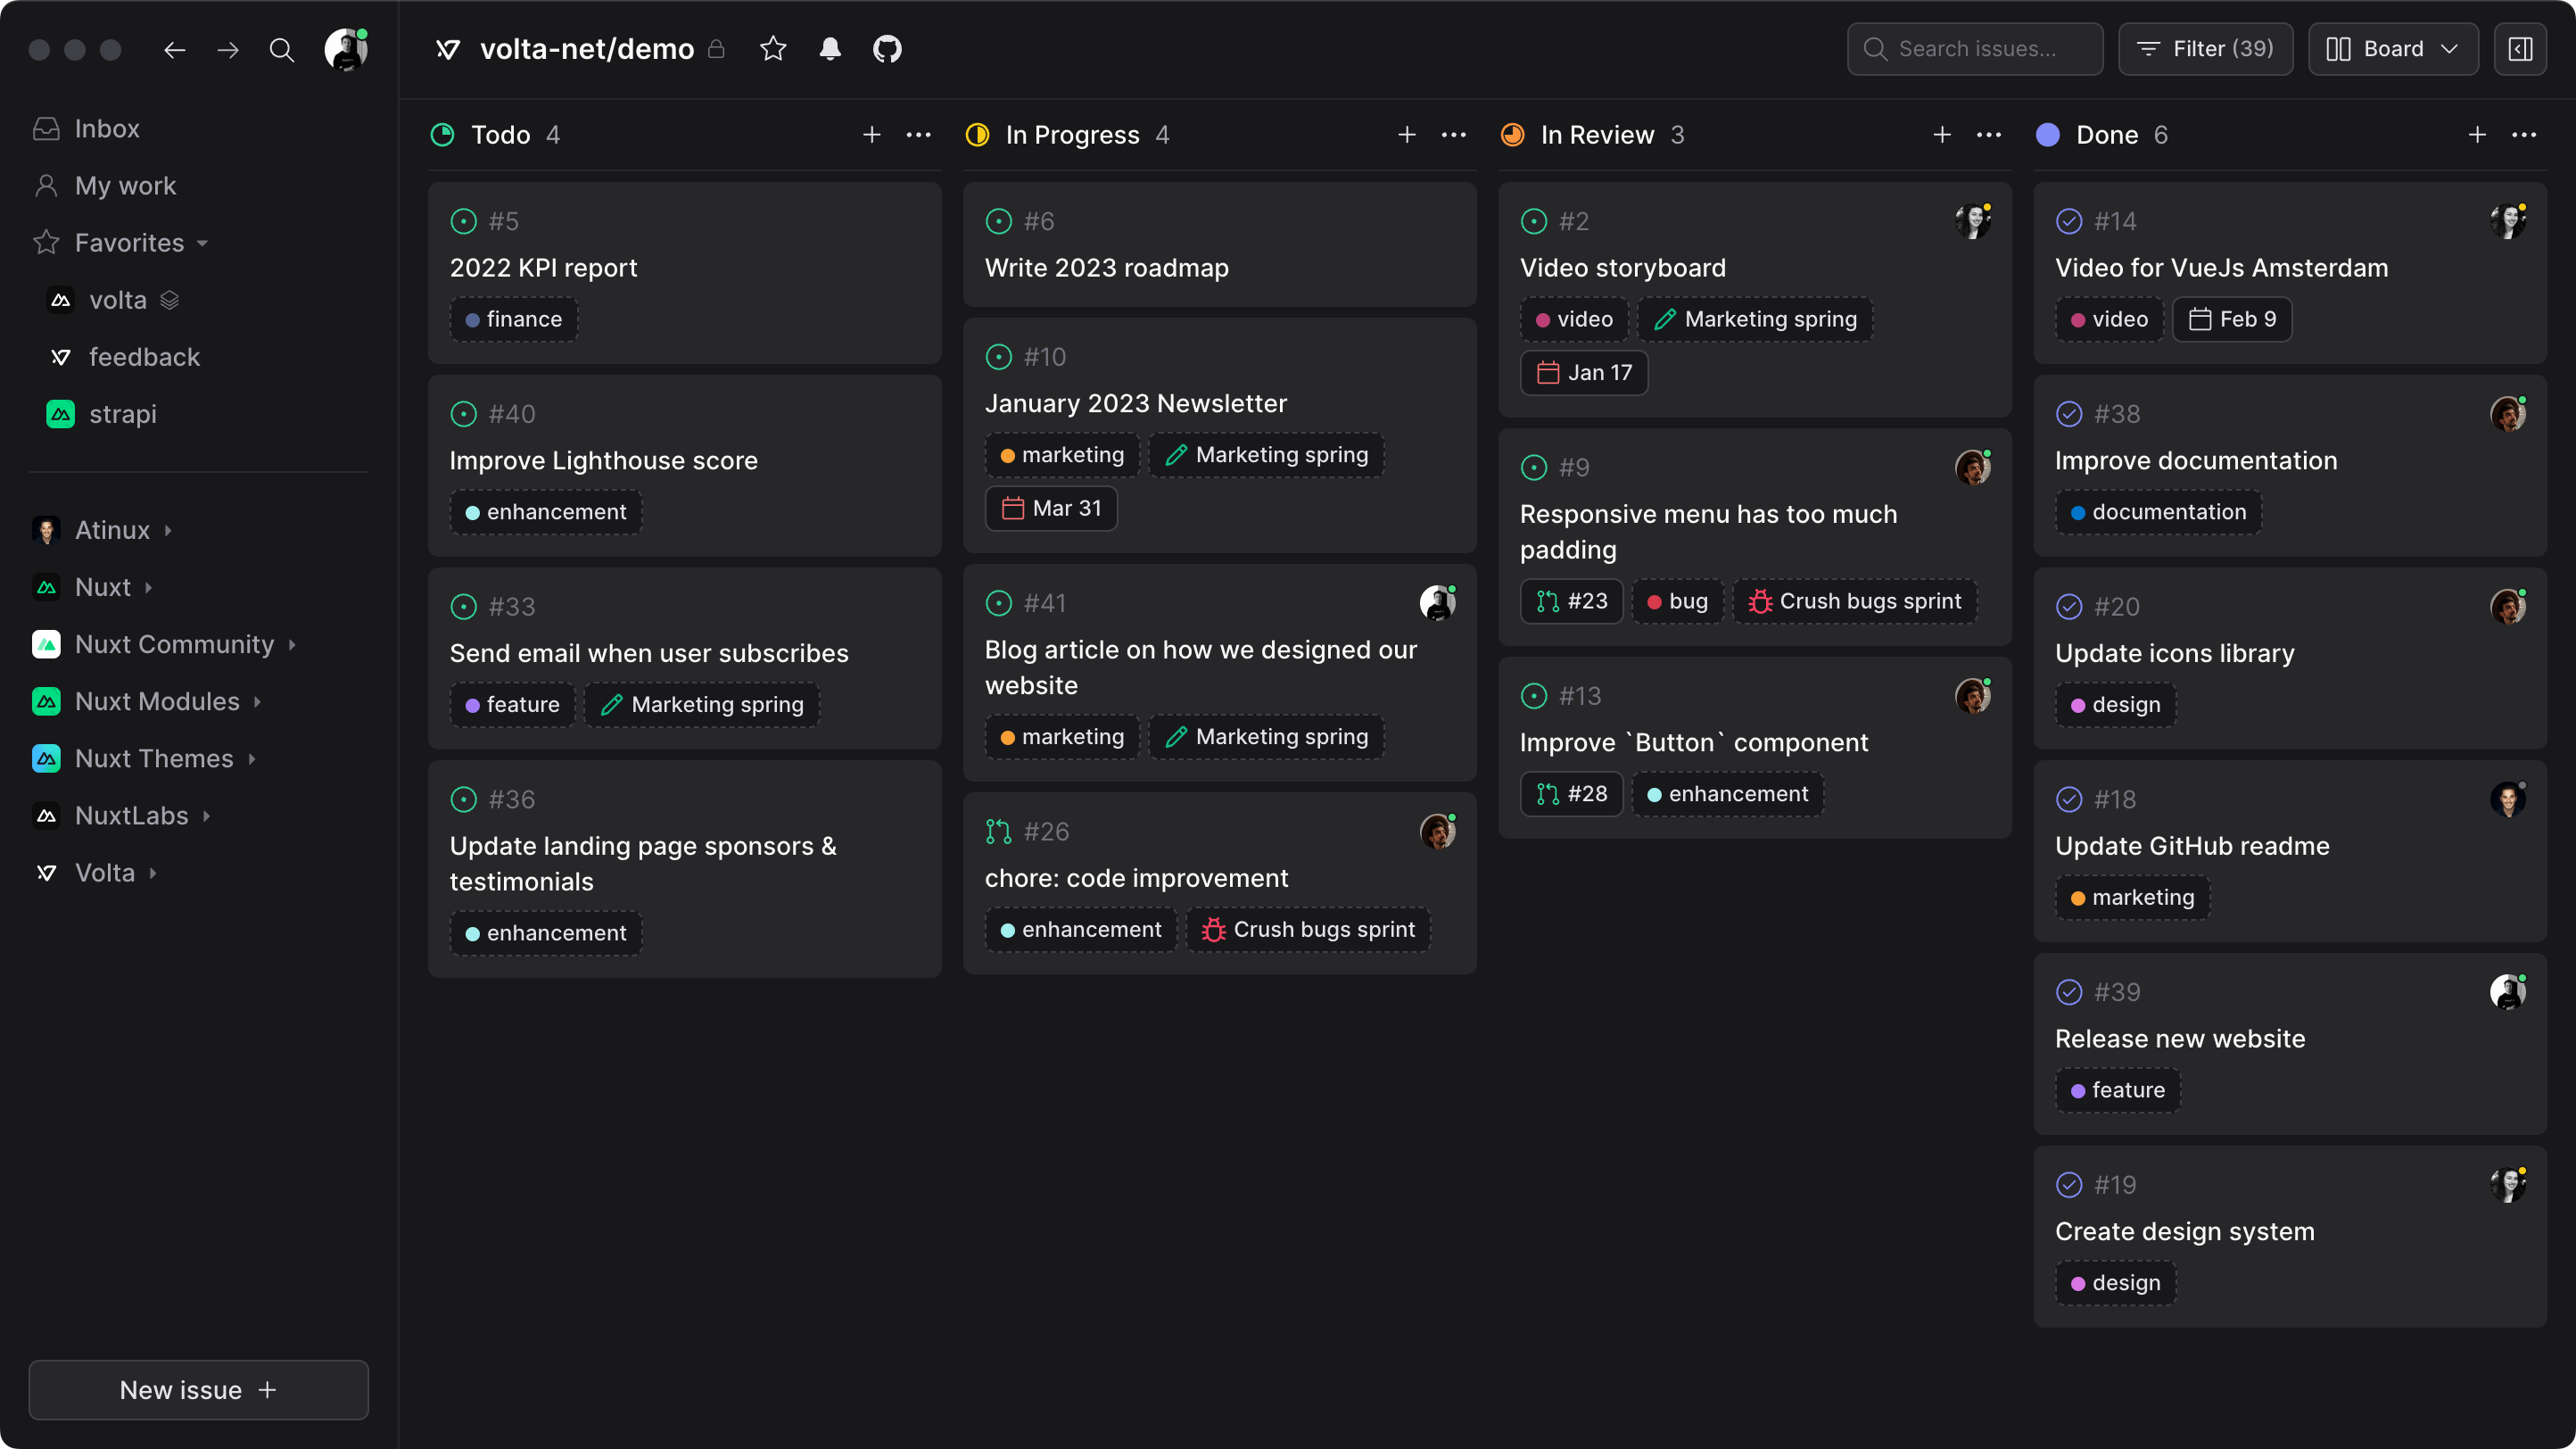 volta-net/demo
Search issues...
Filter (39)
Board
Inbox
My work
Favorites
volta
feedback
strapi
Atinux
Nuxt
Nuxt Community
Nuxt Modules
Nuxt Themes
NuxtLabs
Volta
New issue
Todo 4
#5
2022 KPI report
finance
#40
Improve Lighthouse score
enhancement
#33
Send email when user subscribes
feature Marketing spring
#36
Update landing page sponsors &
testimonials
enhancement
In Progress 4
#6
Write 2023 roadmap
#10
January 2023 Newsletter
marketing Marketing spring
Mar 31
#41
Blog article on how we designed our
website
marketing Marketing spring
#26
chore: code improvement
enhancement Crush bugs sprint
In Review 3
#2
Video storyboard
video Marketing spring
Jan 17
#9
Responsive menu has too much
padding
#23 bug Crush bugs sprint
#13
Improve `Button` component
#28 enhancement
Done 6
#14
Video for VueJs Amsterdam
video Feb 9
#38
Improve documentation
documentation
#20
Update icons library
design
#18
Update GitHub readme
marketing
#39
Release new website
feature
#19
Create design system
design